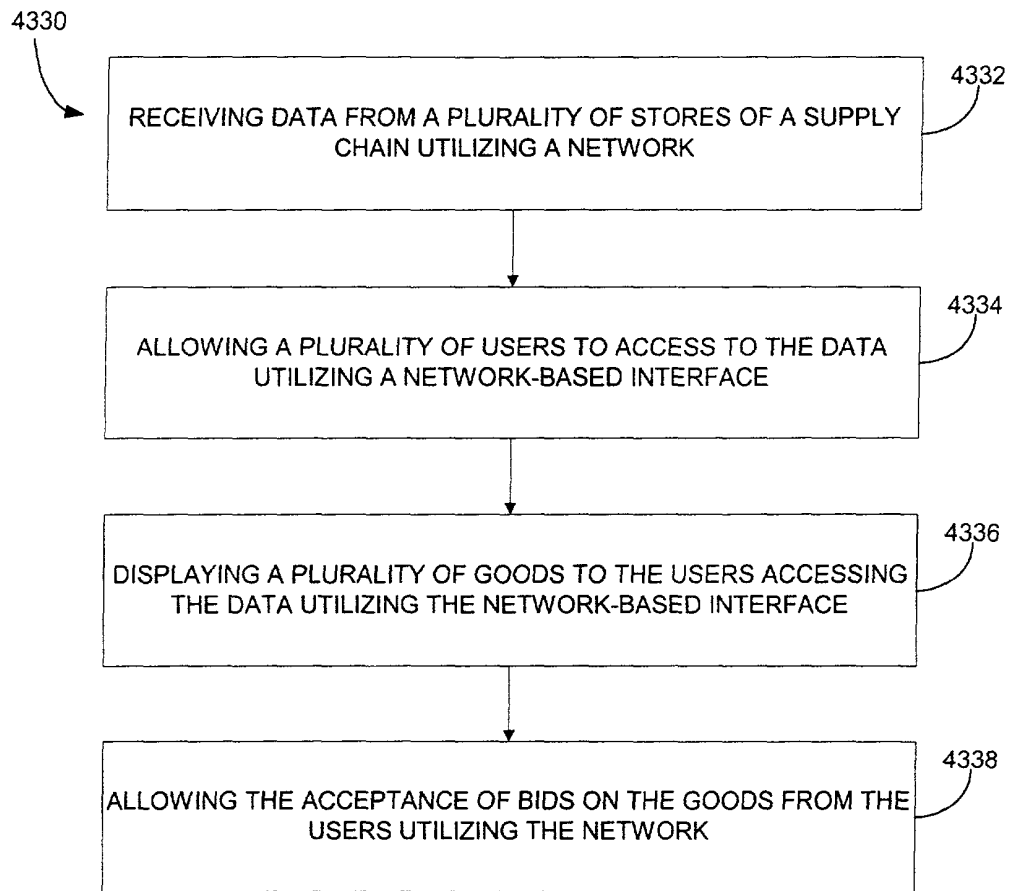 4330
4332
RECEIVING DATA FROM A PLURALITY OF STORES OF A SUPPLY
CHAIN UTILIZING A NETWORK
4334
ALLOWING A PLURALITY OF USERS TO ACCESS TO THE DATA
UTILIZING A NETWORK-BASED INTERFACE
4336
DISPLAYING A PLURALITY OF GOODS TO THE USERS ACCESSING
THE DATA UTILIZING THE NETWORK-BASED INTERFACE
4338
ALLOWING THE ACCEPTANCE OF BIDS ON THE GOODS FROM THE
USERS UTILIZING THE NETWORK